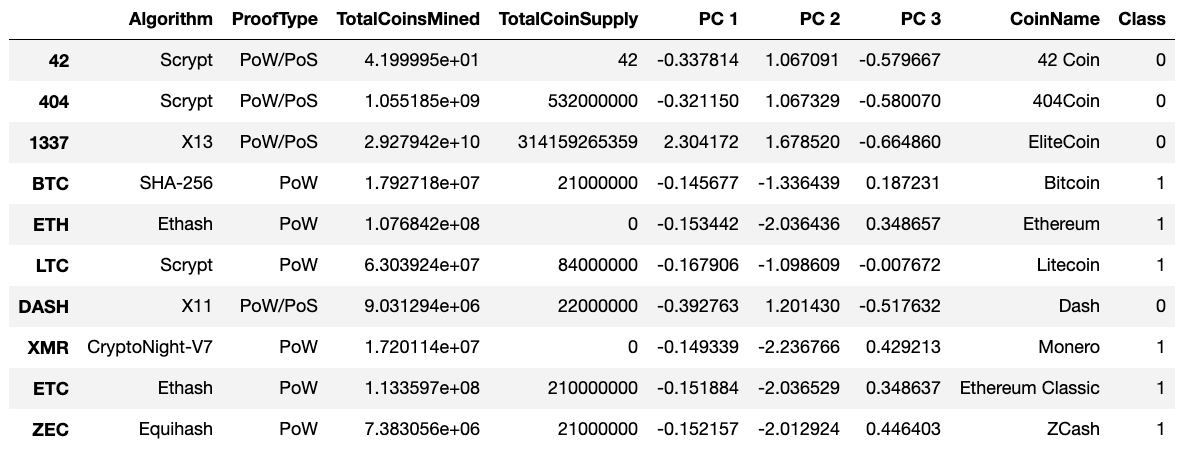 Algorithm ProofType TotalCoinsMined TotalCoinSupply PC 1 PC 2 PC 3 CoinName Class
42 Scrypt PoW/PoS 4.199995e+01 42 -0.337814 1.067091 -0.579667 42 Coin 0
404 Scrypt PoW/PoS 1.055185e+09 532000000 -0.321150 1.067329 -0.580070 404Coin 0
1337 X13 PoW/PoS 2.927942e+10 314159265359 2.304172 1.678520 -0.664860 EliteCoin 0
BTC SHA-256 PoW 1.792718e+07 21000000 -0.145677 -1.336439 0.187231 Bitcoin 1
ETH Ethash PoW 1.076842e+08 0 -0.153442 -2.036436 0.348657 Ethereum 1
LTC Scrypt PoW 6.303924e+07 84000000 -0.167906 -1.098609 -0.007672 Litecoin 1
DASH X11 PoW/PoS 9.031294e+06 22000000 -0.392763 1.201430 -0.517632 Dash 0
XMR CryptoNight-V7 PoW 1.720114e+07 0 -0.149339 -2.236766 0.429213 Monero 1
ETC Ethash PoW 1.133597e+08 210000000 -0.151884 -2.036529 0.348637 Ethereum Classic 1
ZEC Equihash PoW 7.383056e+06 21000000 -0.152157 -2.012924 0.446403 ZCash 1